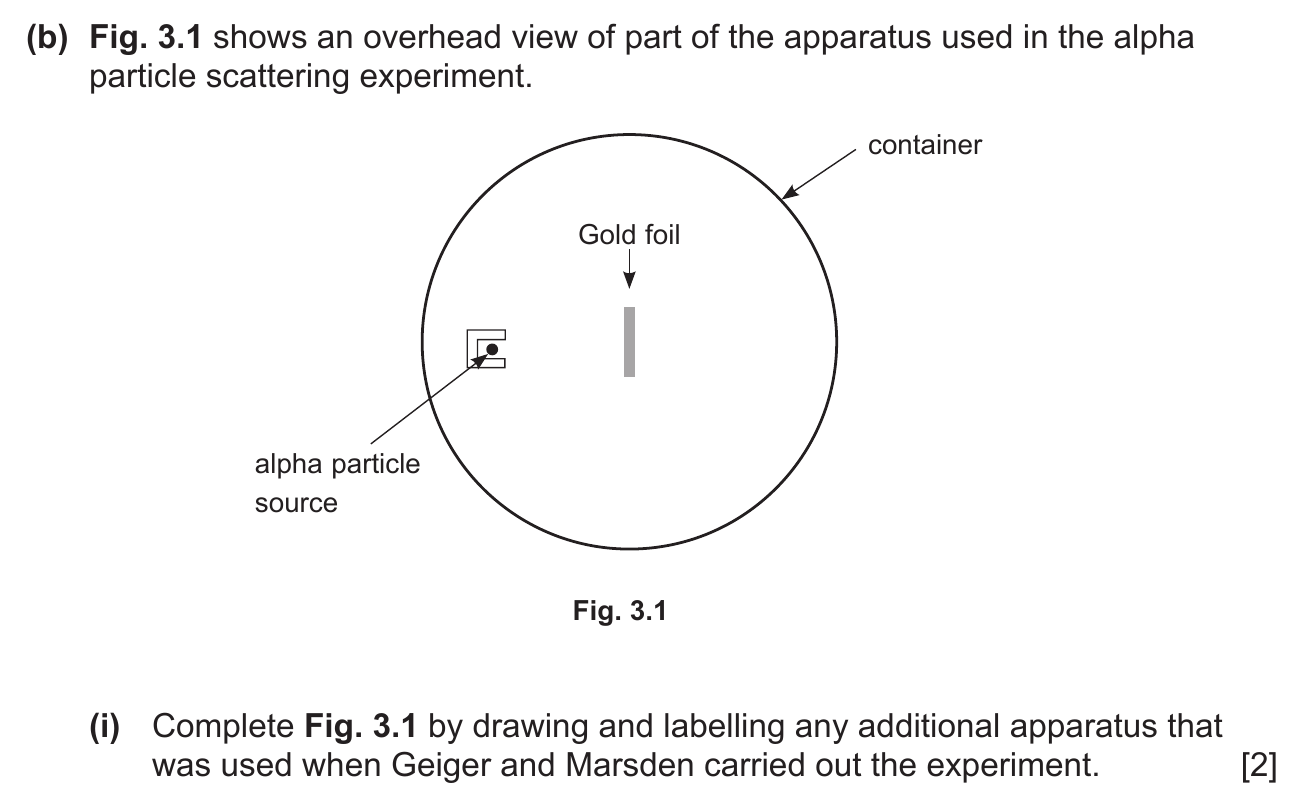 (b) Fig. 3.1 shows an overhead view of part of the apparatus used in the alpha
particle scattering experiment.
container
Gold foil
alpha particle
source
Fig. 3.1
(i) Complete Fig. 3.1 by drawing and labelling any additional apparatus that
was used when Geiger and Marsden carried out the experiment. [2]